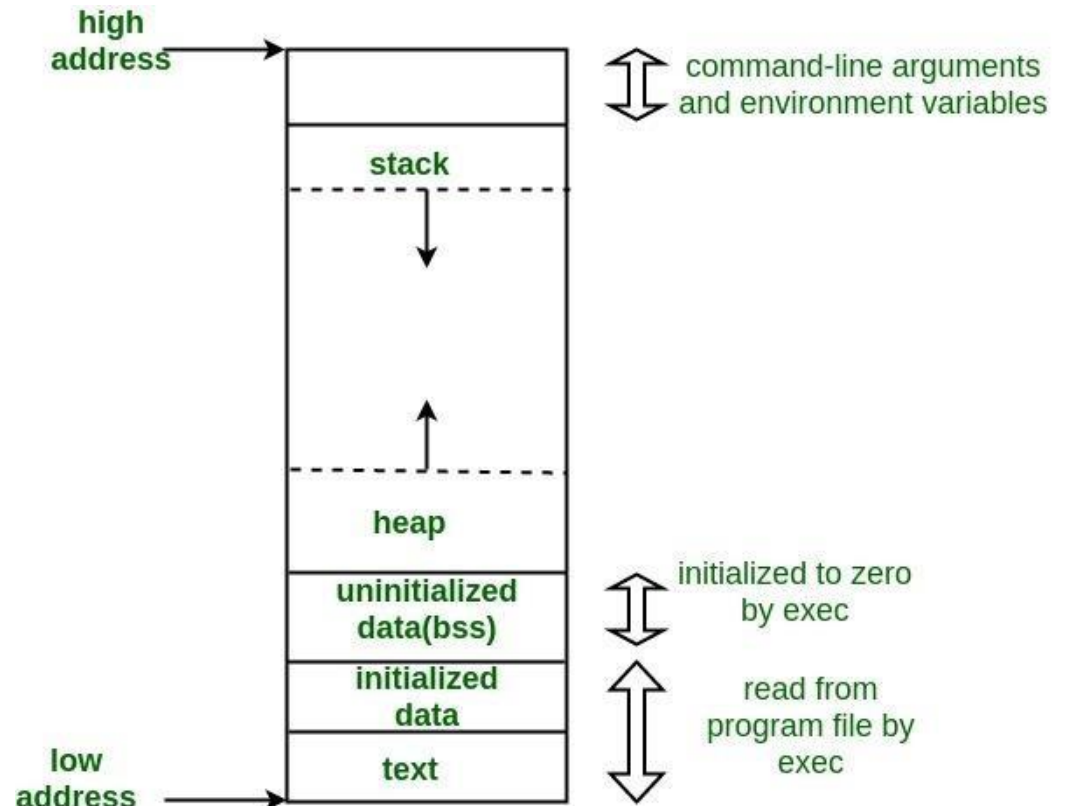 high
address
command-line arguments
and environment variables
stack
heap
uninitialized
data(bss)
initialized to zero
by exec
initialized
data
read from
program file by
exec
text
low
address